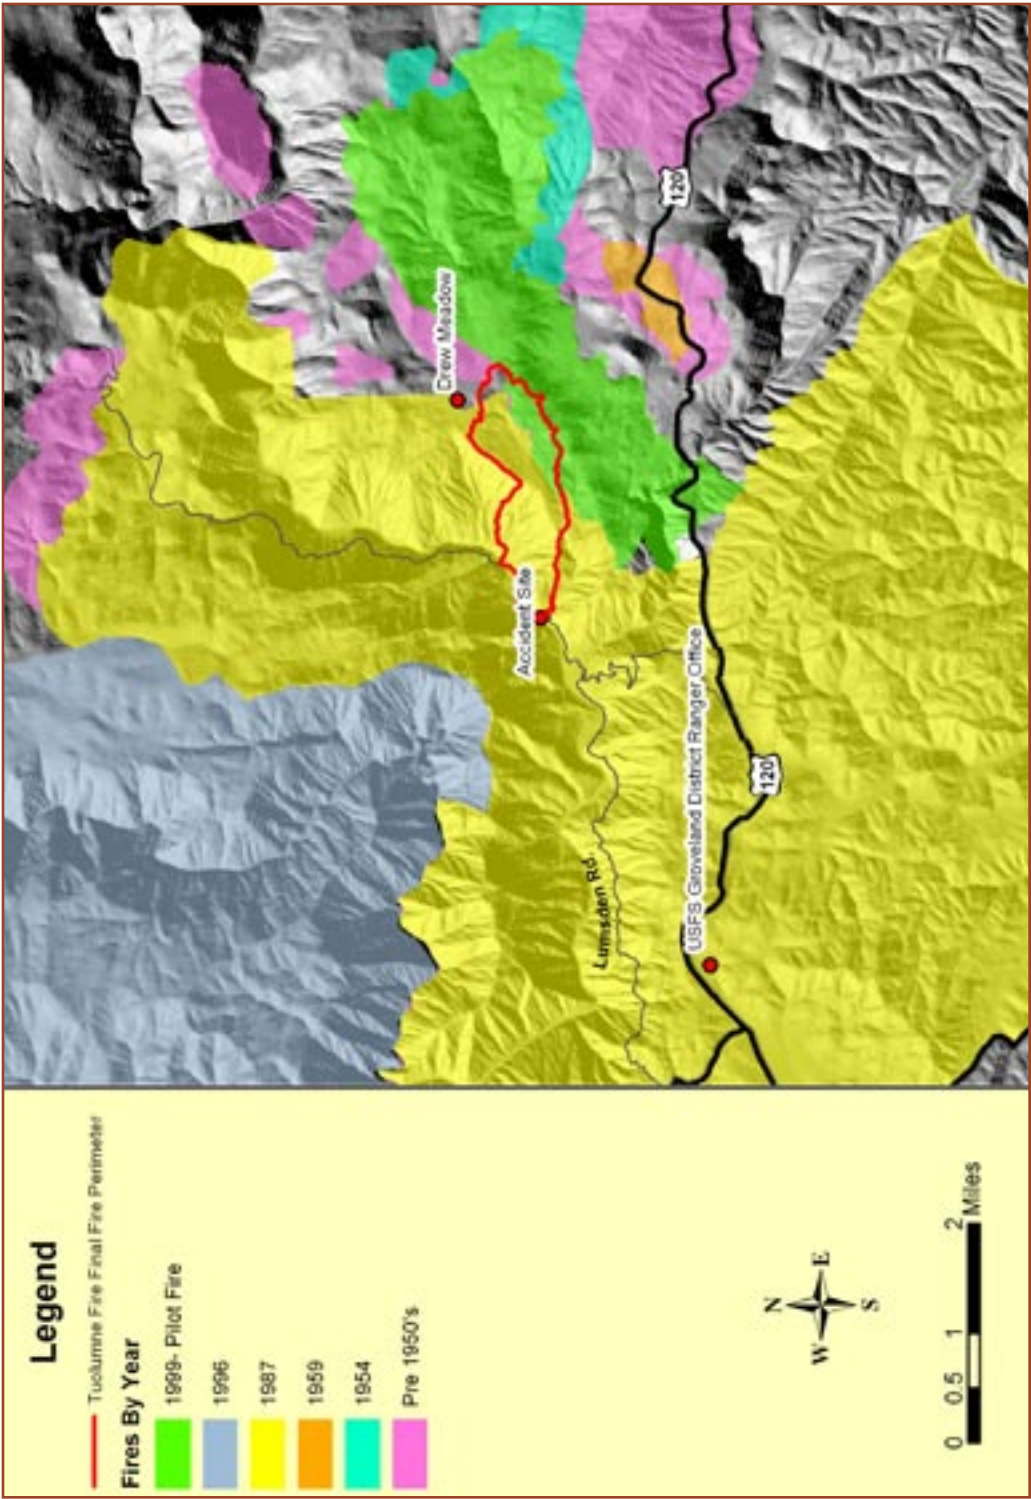 Legend
Tuolumne Fire Final Fire Perimeter
Fires By Year
1999- Pilot Fire
1996
1987
1959
1954
Pre 1950's
N
W E
S
0 0.5 1 2
Miles
Drew Meadow
Accident Site
Lumsden Rd.
USFS Groveland District Ranger Office
120
120